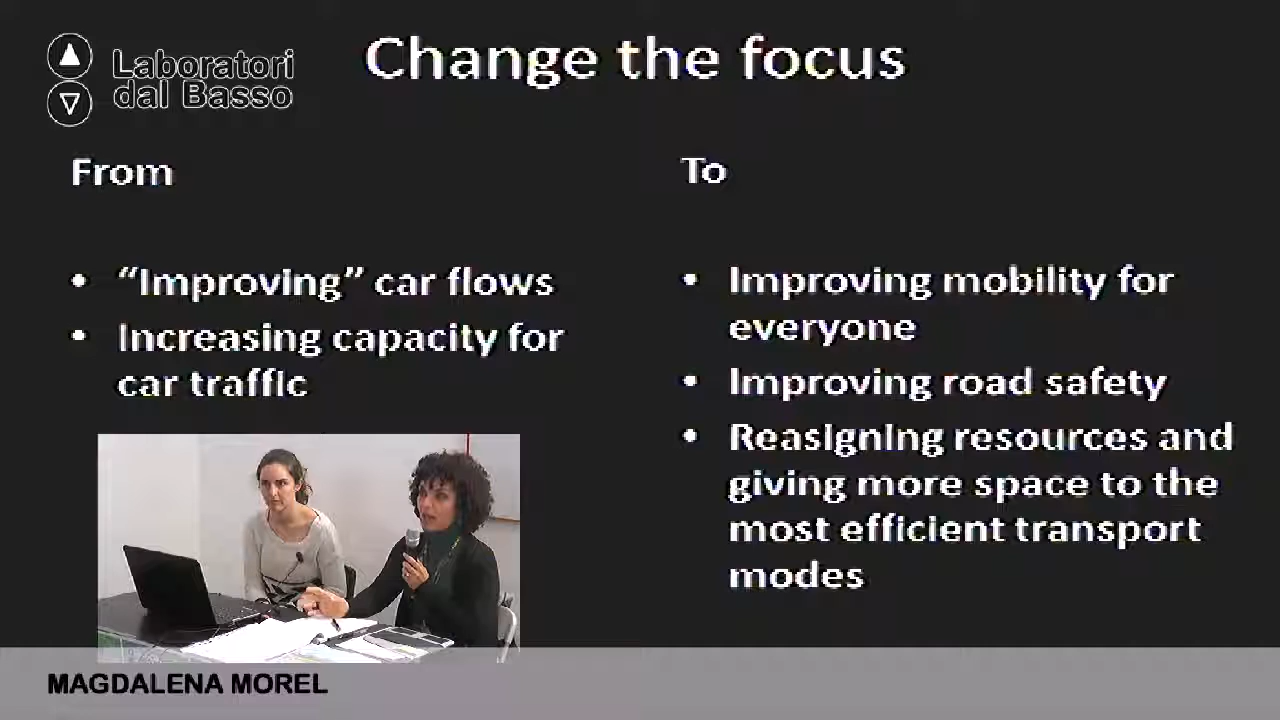 Laboratori
dal Basso
Change the focus
From
• “Improving” car flows
• Increasing capacity for
car traffic
To
• Improving mobility for
everyone
• Improving road safety
• Reasigning resources and
giving more space to the
most efficient transport
modes
MAGDALENA MOREL